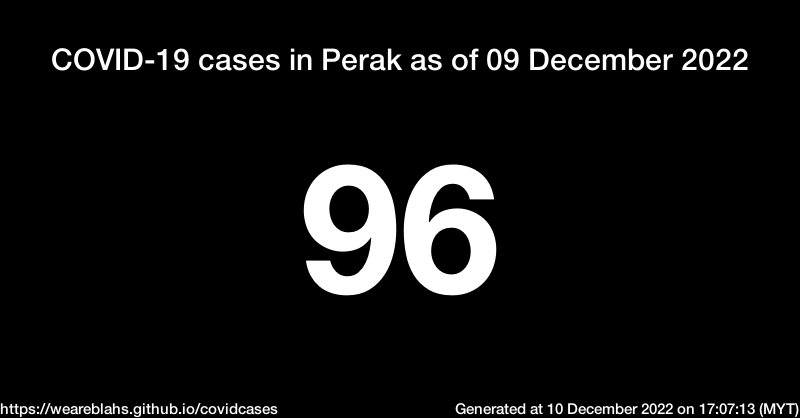 COVID-19 cases in Perak as of 09 December 2022
96
https://weareblahs.github.io/covidcases
Generated at 10 December 2022 on 17:07:13 (MYT)